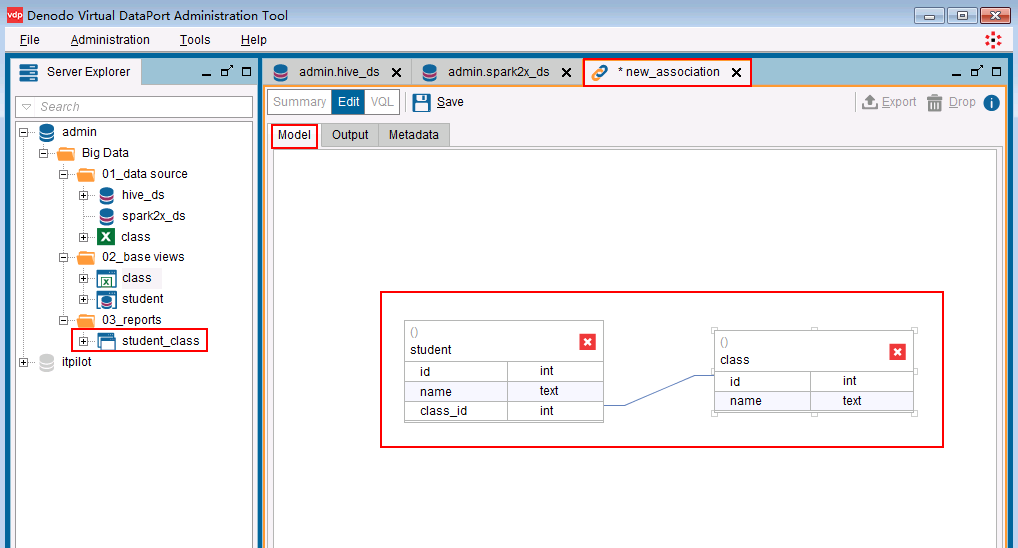 vdp Denodo Virtual DataPort Administration Tool
File Administration Tools Help
Server Explorer
Search
admin
Big Data
01_data source
hive_ds
spark2x_ds
class
02_base views
class
student
03_reports
student_class
itpilot
admin.hive_ds admin.spark2x_ds * new_association
Summary Edit VQL Save Export Drop i
Model Output Metadata
()
student
id int
name text
class_id int
()
class
id int
name text